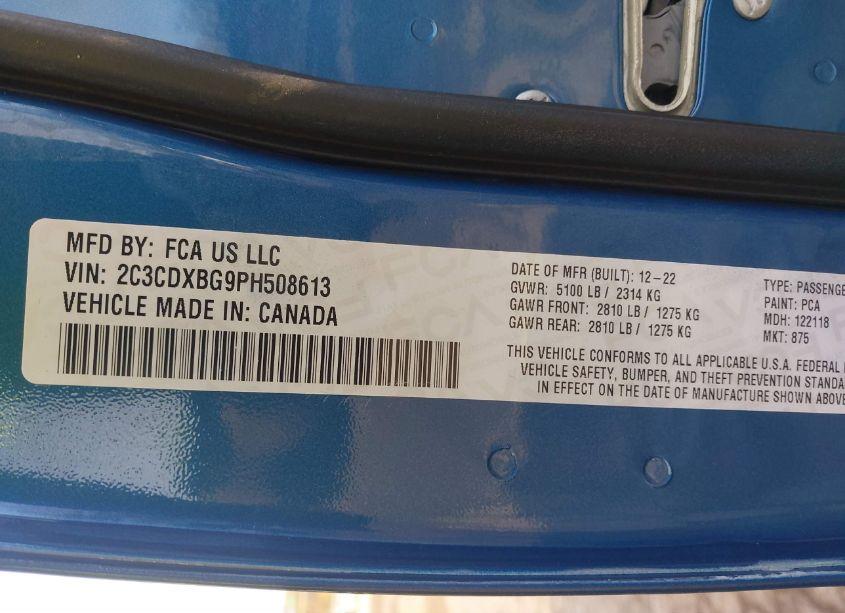 MFD BY: FCA US LLC
VIN: 2C3CDXBG9PH508613
VEHICLE MADE IN: CANADA
DATE OF MFR (BUILT): 12-22
GVWR: 5100 LB / 2314 KG
GAWR FRONT: 2810 LB / 1275 KG
GAWR REAR: 2810 LB / 1275 KG
TYPE: PASSENGE
PAINT: PCA
MDH: 122118
MKT: 875
THIS VEHICLE CONFORMS TO ALL APPLICABLE U.S.A. FEDERAL
VEHICLE SAFETY, BUMPER, AND THEFT PREVENTION STANDA
IN EFFECT ON THE DATE OF MANUFACTURE SHOWN ABOVE